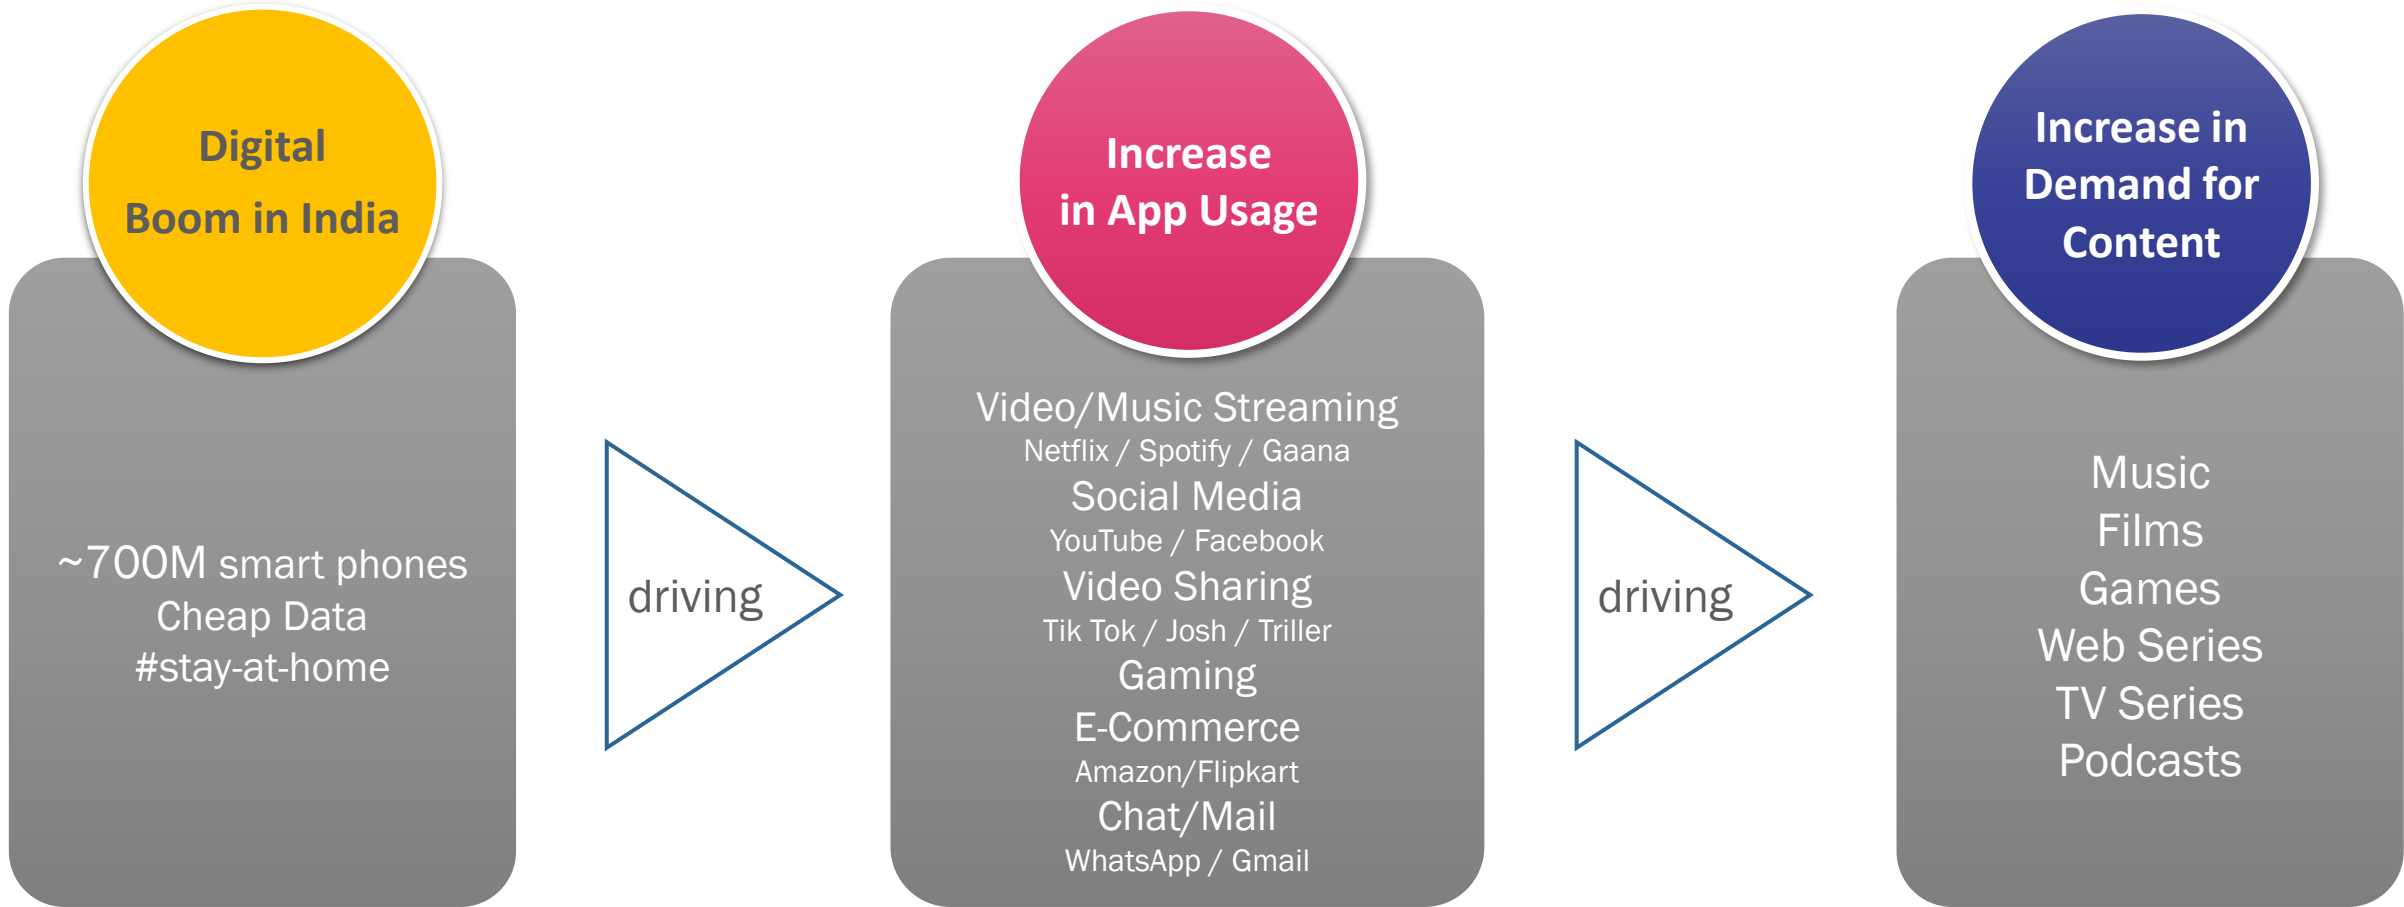 Digital
Boom in India
~700M smart phones
Cheap Data
#stay-at-home
driving
Increase
in App Usage
Video/Music Streaming
Netflix / Spotify / Gaana
Social Media
YouTube / Facebook
Video Sharing
Tik Tok / Josh / Triller
Gaming
E-Commerce
Amazon/Flipkart
Chat/Mail
WhatsApp / Gmail
driving
Increase in
Demand for
Content
Music
Films
Games
Web Series
TV Series
Podcasts